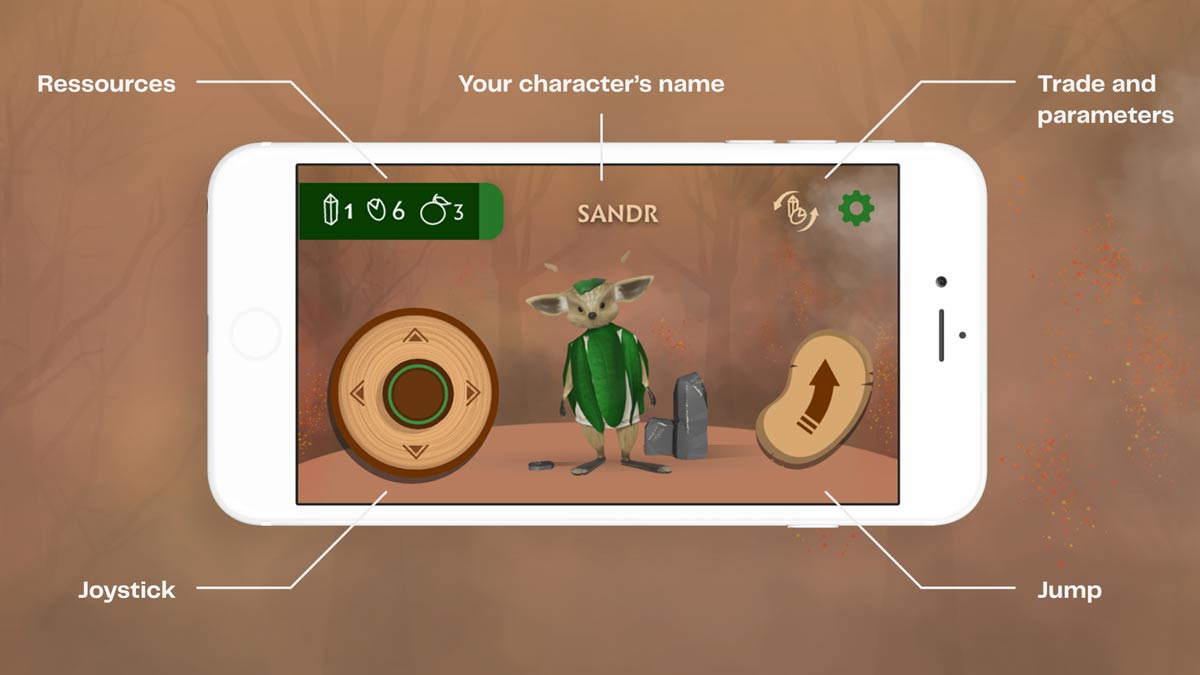 Ressources
Your character's name
Trade and
parameters
1 6 3
SANDR
Joystick
Jump